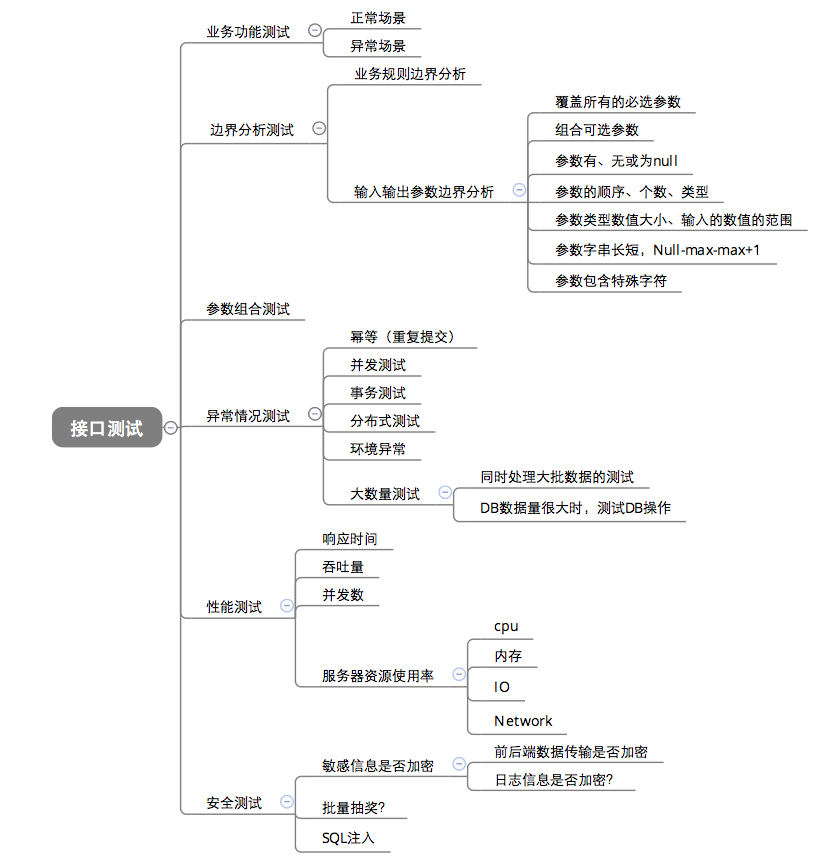 接口测试
业务功能测试
正常场景
异常场景
边界分析测试
业务规则边界分析
输入输出参数边界分析
覆盖所有的必选参数
组合可选参数
参数有、无或为null
参数的顺序、个数、类型
参数类型数值大小、输入的数值的范围
参数字串长短，Null-max-max+1
参数包含特殊字符
参数组合测试
异常情况测试
幂等（重复提交）
并发测试
事务测试
分布式测试
环境异常
大数量测试
同时处理大批数据的测试
DB数据量很大时，测试DB操作
性能测试
响应时间
吞吐量
并发数
服务器资源使用率
cpu
内存
IO
Network
安全测试
敏感信息是否加密
前后端数据传输是否加密
日志信息是否加密?
批量抽奖?
SQL注入